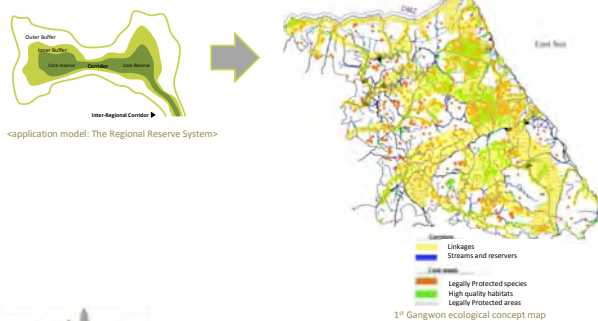 Outer Buffer
Inner Buffer
Core reserve
Corridor
Core Reserve
Inter-Regional Corridor
<application model: The Regional Reserve System>
DMZ
East Sea
Linkages
Streams and reservers
Legally Protected species
High quality habitats
Legally Protected areas
1st Gangwon ecological concept map